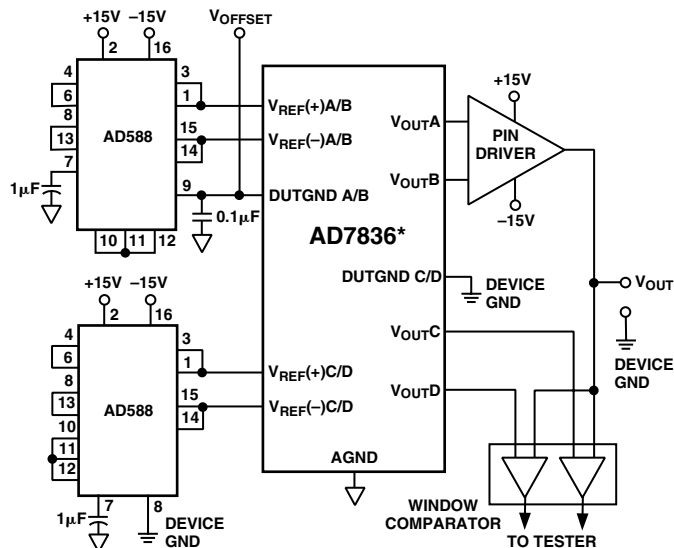 +15V –15V VOFFSET
2 16
4 3
6 1 VREF(+)A/B
8
13 AD588 15 VREF(–)A/B
14
7
1µF 9 DUTGND A/B
0.1µF
10 11 12
VOUTA
+15V
PIN
DRIVER
VOUTB
–15V
AD7836*
DUTGND C/D
DEVICE
GND
VOUT
DEVICE
GND
+15V –15V
2 16
4 3
6 1 VREF(+)C/D
8 15
13 AD588 14 VREF(–)C/D
10
11
12
7 8
1µF DEVICE
GND
VOUTC
VOUTD
AGND
WINDOW
COMPARATOR
TO TESTER